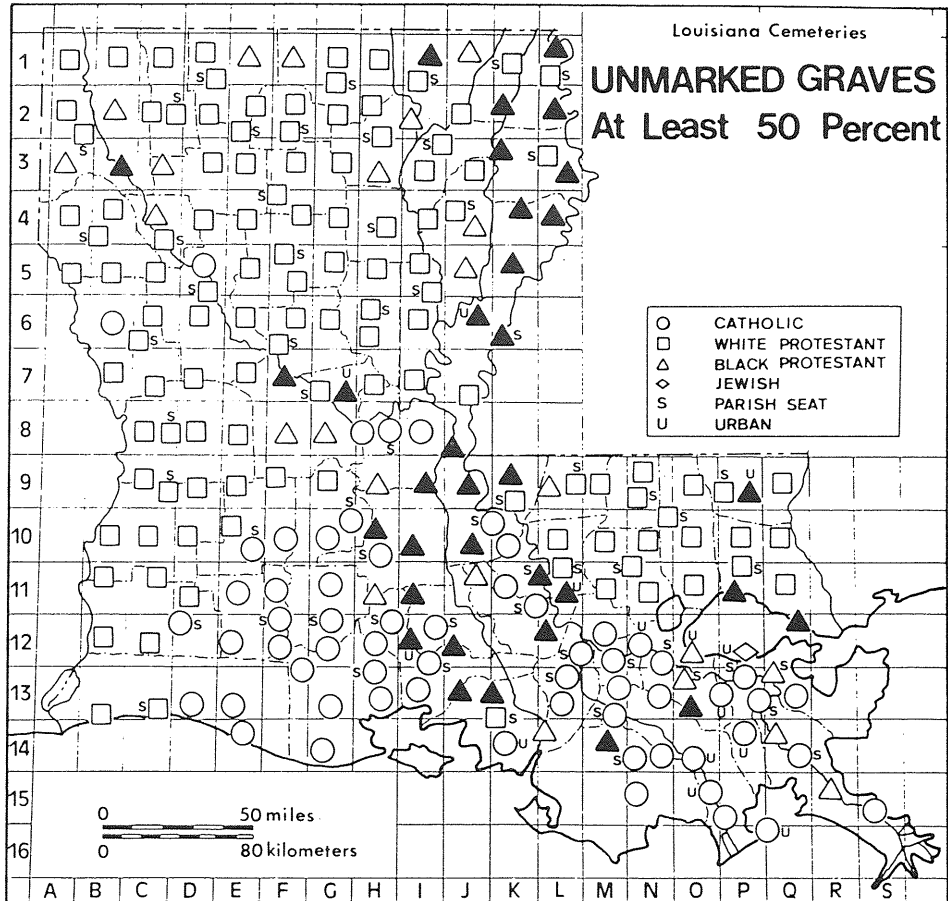 Louisiana Cemeteries
UNMARKED GRAVES
At Least 50 Percent
1 S S S S S
2 S S S S S S
3 S S S
4 S S S S
5 S S S
6 S U S S S
7 U S
8 S S
9 S S S S S U
10 S S S S S S
11 S S U S
12 S S S S S U U S S S U U S
13 S S S S S S S S
14 S U S U U S
15 U S
16 U
CATHOLIC
WHITE PROTESTANT
BLACK PROTESTANT
JEWISH
S PARISH SEAT
U URBAN
0 50 miles
0 80 kilometers
A B C D E F G H I J K L M N O P Q R S